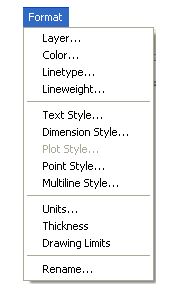 Format
Layer...
Color...
Linetype...
Lineweight...
Text Style...
Dimension Style...
Plot Style...
Point Style...
Multiline Style...
Units...
Thickness
Drawing Limits
Rename...